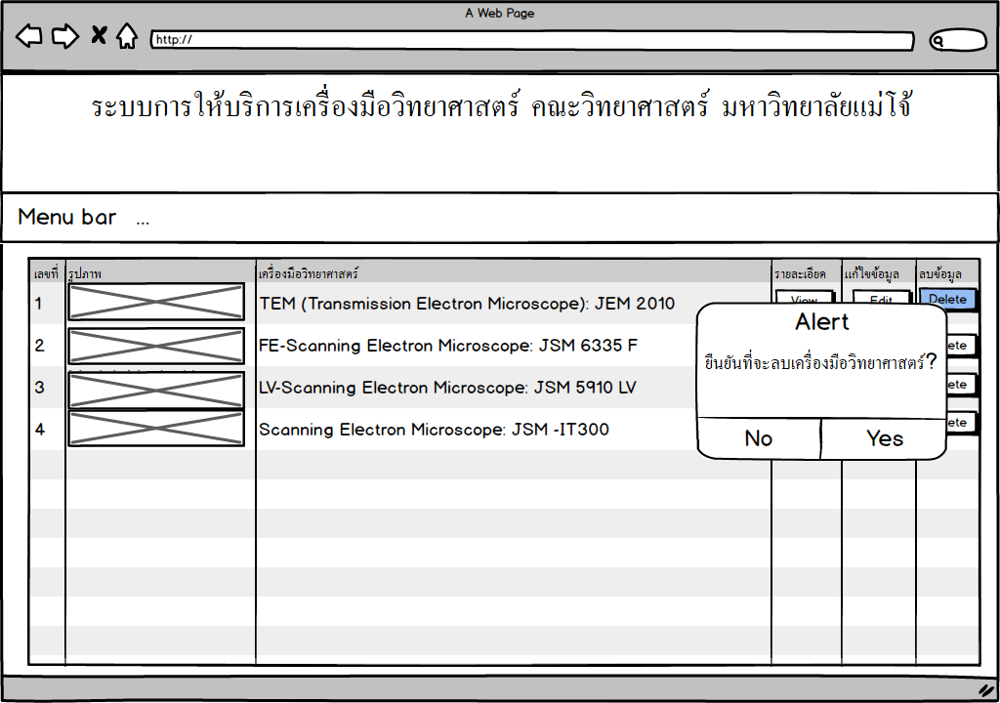 A Web Page
http://
ระบบการให้บริการเครื่องมือวิทยาศาสตร์ คณะวิทยาศาสตร์ มหาวิทยาลัยแม่โจ้
Menu bar ...
เลขที่ รูปภาพ เครื่องมือวิทยาศาสตร์ รายละเอียด แก้ไขข้อมูล ลบข้อมูล
1 TEM (Transmission Electron Microscope): JEM 2010 View Edit Delete
Alert
2 FE-Scanning Electron Microscope: JSM 6335 F ete
ยืนยันที่จะลบเครื่องมือวิทยาศาสตร์?
3 LV-Scanning Electron Microscope: JSM 5910 LV ete
4 Scanning Electron Microscope: JSM -IT300 ete
No Yes